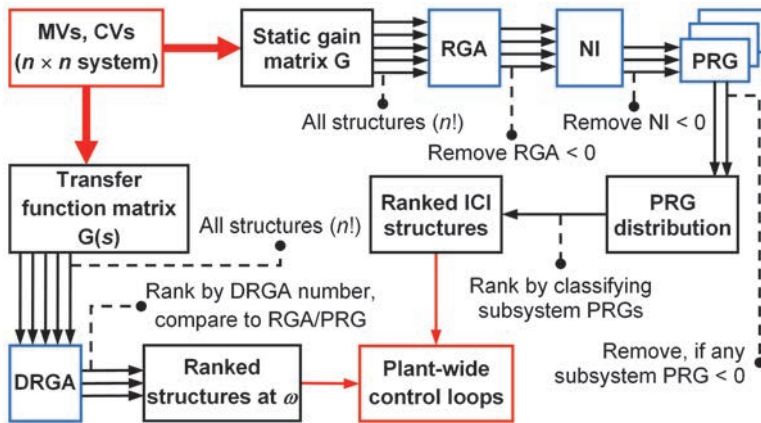 MVs, CVs
(n × n system)
Static gain
matrix G
RGA
NI
PRG
All structures (n!)
Remove RGA < 0
Remove NI < 0
Transfer
function matrix
G(s)
All structures (n!)
Ranked ICI
structures
PRG
distribution
Rank by DRGA number,
compare to RGA/PRG
Rank by classifying
subsystem PRGs
DRGA
Ranked
structures at ω
Plant-wide
control loops
Remove, if any
subsystem PRG < 0